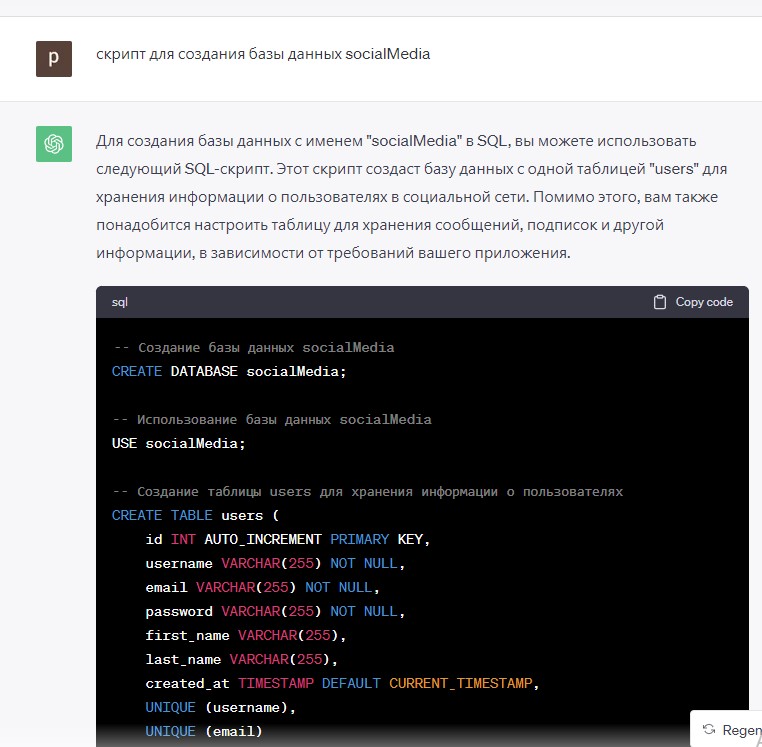 p
скрипт для создания базы данных socialMedia
Для создания базы данных с именем "socialMedia" в SQL, вы можете использовать
следующий SQL-скрипт. Этот скрипт создаст базу данных с одной таблицей "users" для
хранения информации о пользователях в социальной сети. Помимо этого, вам также
понадобится настроить таблицу для хранения сообщений, подписок и другой
информации, в зависимости от требований вашего приложения.
sql Copy code
-- Создание базы данных socialMedia
CREATE DATABASE socialMedia;
-- Использование базы данных socialMedia
USE socialMedia;
-- Создание таблицы users для хранения информации о пользователях
CREATE TABLE users (
    id INT AUTO_INCREMENT PRIMARY KEY,
    username VARCHAR(255) NOT NULL,
    email VARCHAR(255) NOT NULL,
    password VARCHAR(255) NOT NULL,
    first_name VARCHAR(255),
    last_name VARCHAR(255),
    created_at TIMESTAMP DEFAULT CURRENT_TIMESTAMP,
    UNIQUE (username),
    UNIQUE (email)
Regen